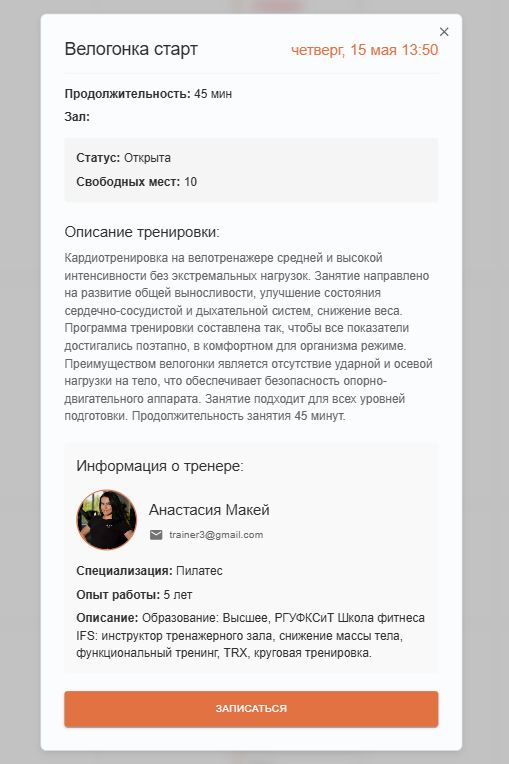 Велогонка старт
четверг, 15 мая 13:50
Продолжительность: 45 мин
Зал:
Статус: Открыта
Свободных мест: 10
Описание тренировки:
Кардиотренировка на велотренажере средней и высокой
интенсивности без экстремальных нагрузок. Занятие направлено
на развитие общей выносливости, улучшение состояния
сердечно-сосудистой и дыхательной систем, снижение веса.
Программа тренировки составлена так, чтобы все показатели
достигались поэтапно, в комфортном для организма режиме.
Преимуществом велогонки является отсутствие ударной и осевой
нагрузки на тело, что обеспечивает безопасность опорно-
двигательного аппарата. Занятие подходит для всех уровней
подготовки. Продолжительность занятия 45 минут.
Информация о тренере:
Анастасия Макей
trainer3@gmail.com
Специализация: Пилатес
Опыт работы: 5 лет
Описание: Образование: Высшее, РГУФКСиТ Школа фитнеса
IFS: инструктор тренажерного зала, снижение массы тела,
функциональный тренинг, TRX, круговая тренировка.
ЗАПИСАТЬСЯ